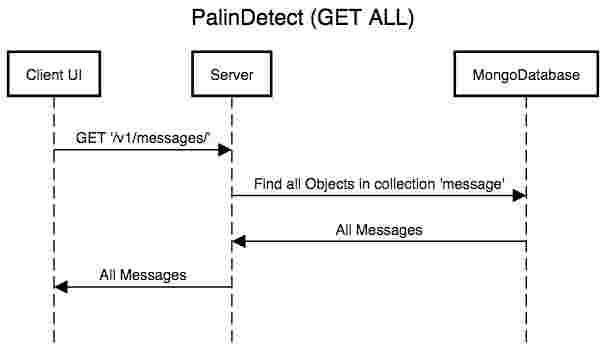 PalinDetect (GET ALL)
Client UI
Server
MongoDatabase
GET '/v1/messages/'
Find all Objects in collection 'message'
All Messages
All Messages